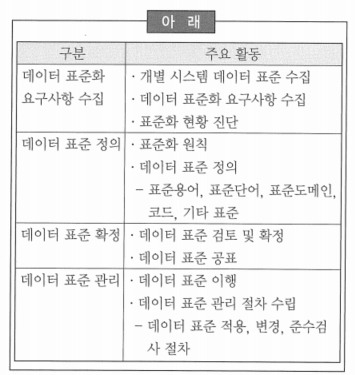 아 래
구분 주요 활동
데이터 표준화 · 개별 시스템 데이터 표준 수집
요구사항 수집 · 데이터 표준화 요구사항 수집
· 표준화 현황 진단
데이터 표준 정의 · 표준화 원칙
· 데이터 표준 정의
– 표준용어, 표준단어, 표준도메인,
코드, 기타 표준
데이터 표준 확정 · 데이터 표준 검토 및 확정
· 데이터 표준 공표
데이터 표준 관리 · 데이터 표준 이행
· 데이터 표준 관리 절차 수립
– 데이터 표준 적용, 변경, 준수검
사 절차